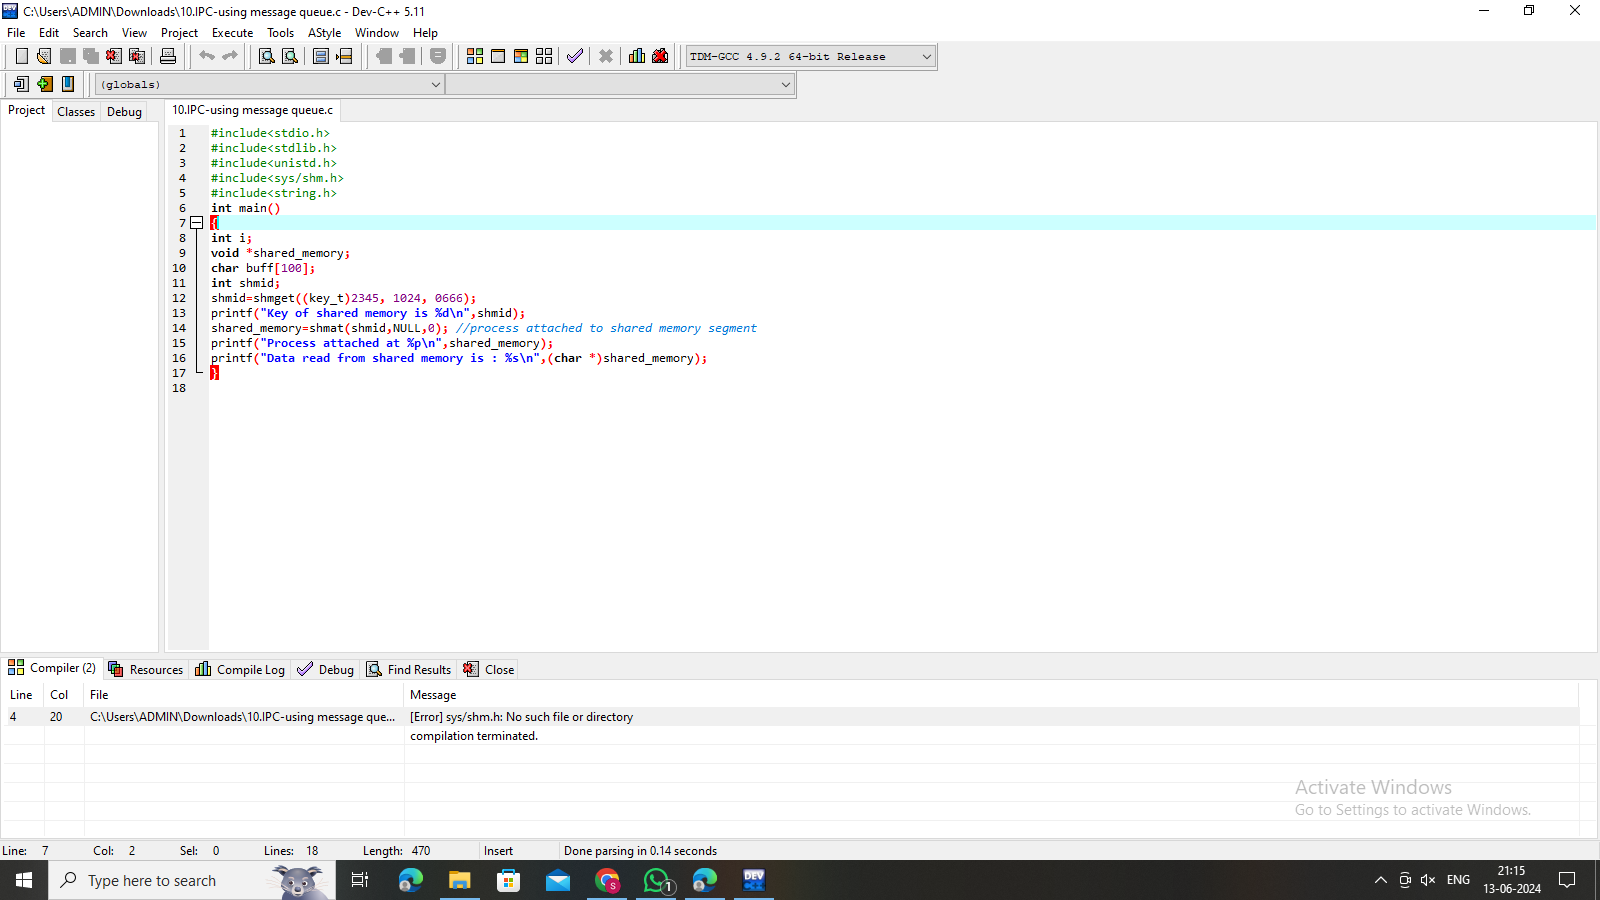 C:\Users\ADMIN\Downloads\10.IPC-using message queue.c - Dev-C++ 5.11
File Edit Search View Project Execute Tools AStyle Window Help
TDM-GCC 4.9.2 64-bit Release
(globals)
Project Classes Debug
10.IPC-using message queue.c
1 #include<stdio.h>
2 #include<stdlib.h>
3 #include<unistd.h>
4 #include<sys/shm.h>
5 #include<string.h>
6 int main()
7 {
8 int i;
9 void *shared_memory;
10 char buff[100];
11 int shmid;
12 shmid=shmget((key_t)2345, 1024, 0666);
13 printf("Key of shared memory is %d\n",shmid);
14 shared_memory=shmat(shmid,NULL,0); //process attached to shared memory segment
15 printf("Process attached at %p\n",shared_memory);
16 printf("Data read from shared memory is : %s\n",(char *)shared_memory);
17 }
18
Compiler (2) Resources Compile Log Debug Find Results Close
Line Col File Message
4 20 C:\Users\ADMIN\Downloads\10.IPC-using message que... [Error] sys/shm.h: No such file or directory
compilation terminated.
Activate Windows
Go to Settings to activate Windows.
Line: 7 Col: 2 Sel: 0 Lines: 18 Length: 470 Insert Done parsing in 0.14 seconds
Type here to search
DEV
S
1
ENG
21:15
13-06-2024